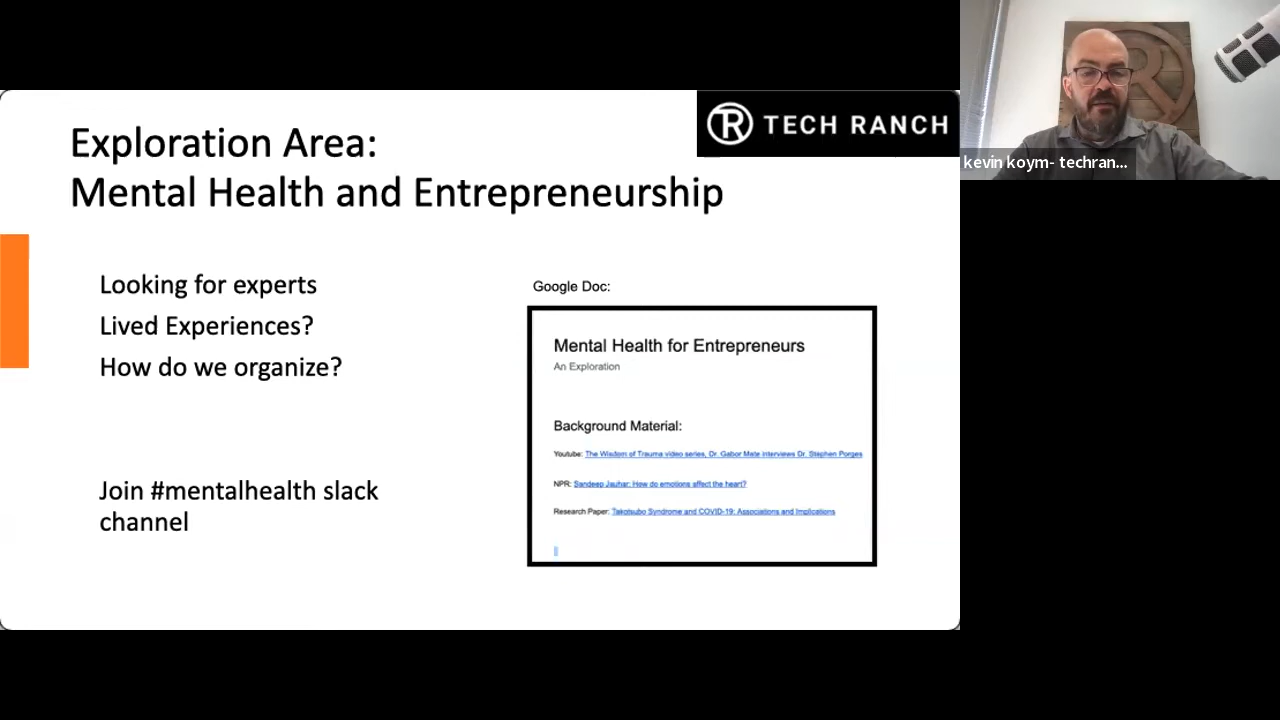 Exploration Area:
Mental Health and Entrepreneurship
TECH RANCH
kevin koym- techran...
Looking for experts
Lived Experiences?
How do we organize?
Join #mentalhealth slack
channel
Google Doc:
Mental Health for Entrepreneurs
An Exploration
Background Material:
Youtube: The Wisdom of Trauma video series, Dr. Gabor Mate interviews Dr. Stephen Porges
NPR: Sandeep Jauhar: How do emotions affect the heart?
Research Paper: Takotsubo Syndrome and COVID-19: Associations and Implications